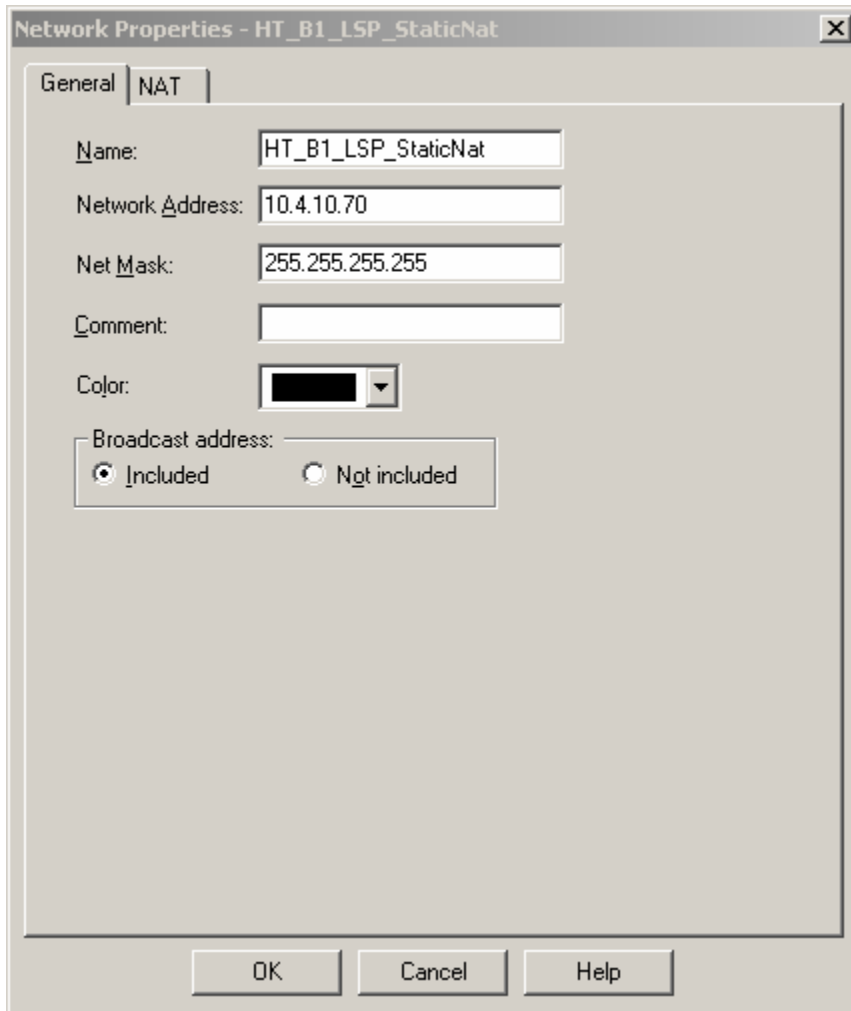 Network Properties - HT_B1_LSP_StaticNat
General NAT
Name: HT_B1_LSP_StaticNat
Network Address: 10.4.10.70
Net Mask: 255.255.255.255
Comment:
Color:
Broadcast address:
Included Not included
OK Cancel Help